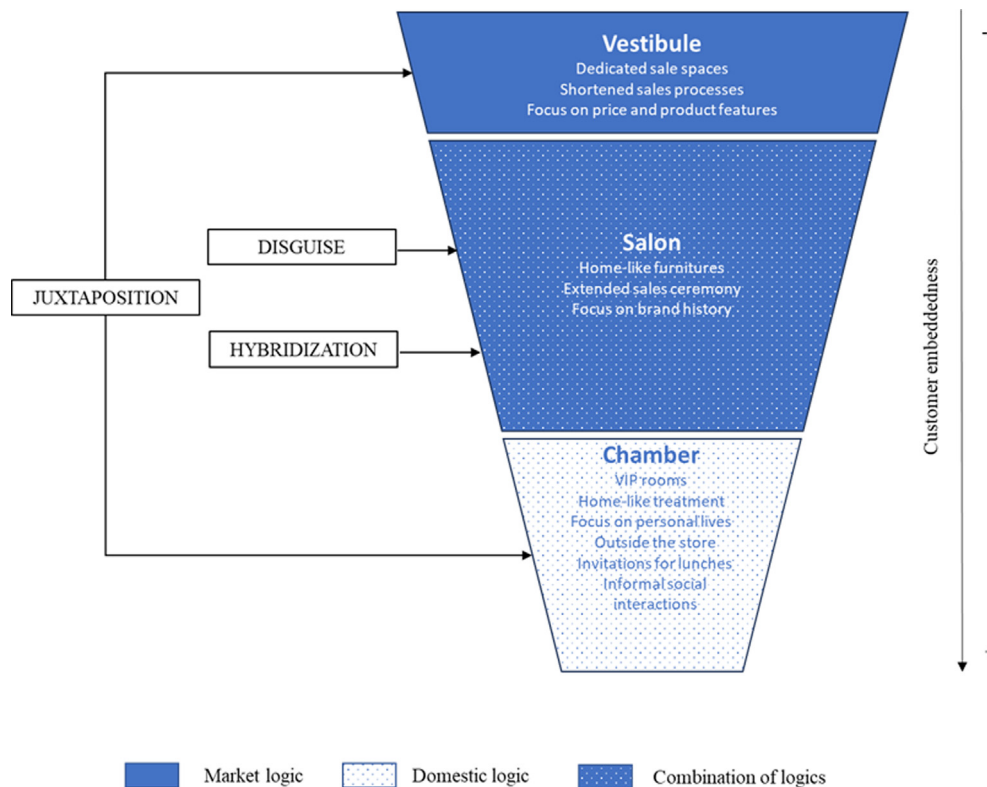 Vestibule
Dedicated sale spaces
Shortened sales processes
Focus on price and product features
DISGUISE
Salon
Home-like furnitures
Extended sales ceremony
Focus on brand history
JUXTAPOSITION
HYBRIDIZATION
Customer embeddedness
Chamber
VIP rooms
Home-like treatment
Focus on personal lives
Outside the store
Invitations for lunches
Informal social
interactions
Market logic
Domestic logic
Combination of logics